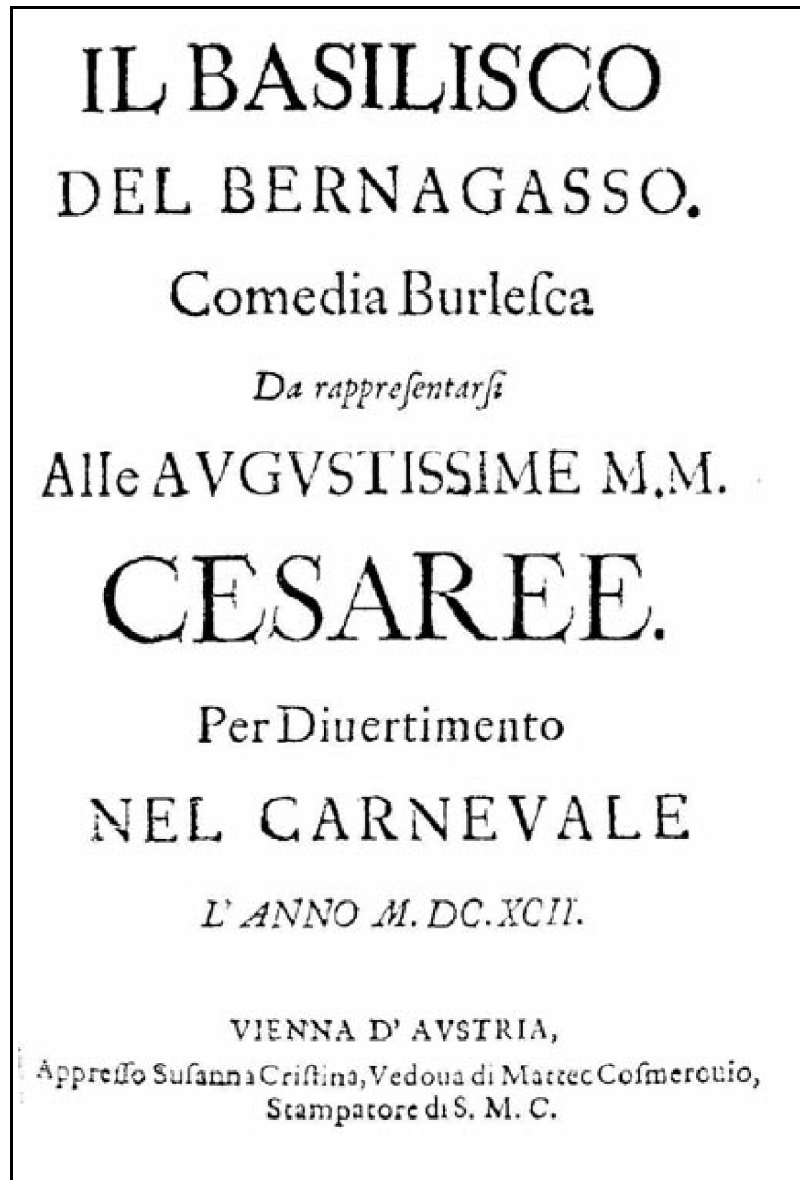 IL BASILISCO
DEL BERNAGASSO.
Comedia Burleſca
Da rappreſentarſi
Alle AVGVSTISSIME M.M.
CESAREE.
Per Diuertimento
NEL CARNEVALE
L' ANNO M. DC. XCII.
VIENNA D' AVSTRIA,
Appreſſo Suſanna Criſtina, Vedoua di Matteo Coſmerouio,
Stampatore di S. M. C.